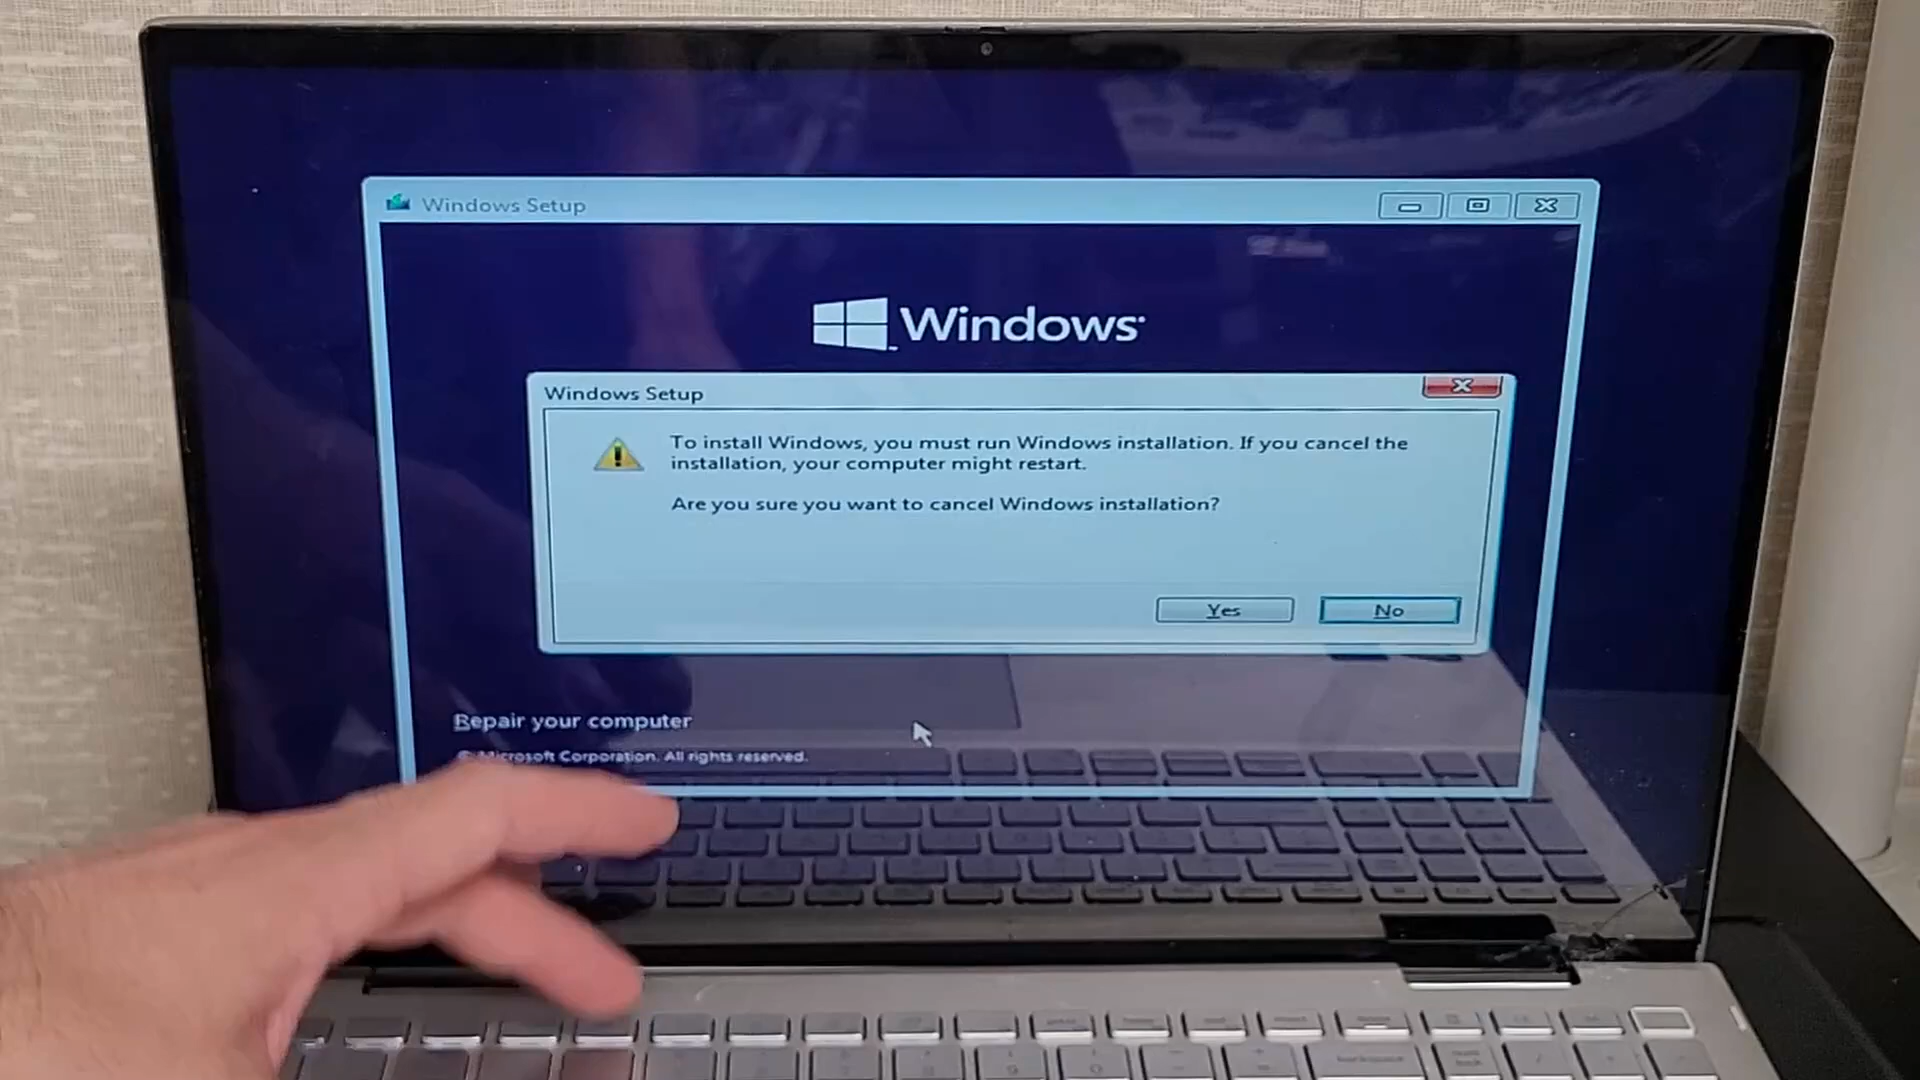 Windows Setup
Windows
Windows Setup
To install Windows, you must run Windows installation. If you cancel the
installation, your computer might restart.
Are you sure you want to cancel Windows installation?
Yes
No
Repair your computer
© Microsoft Corporation. All rights reserved.
backspace